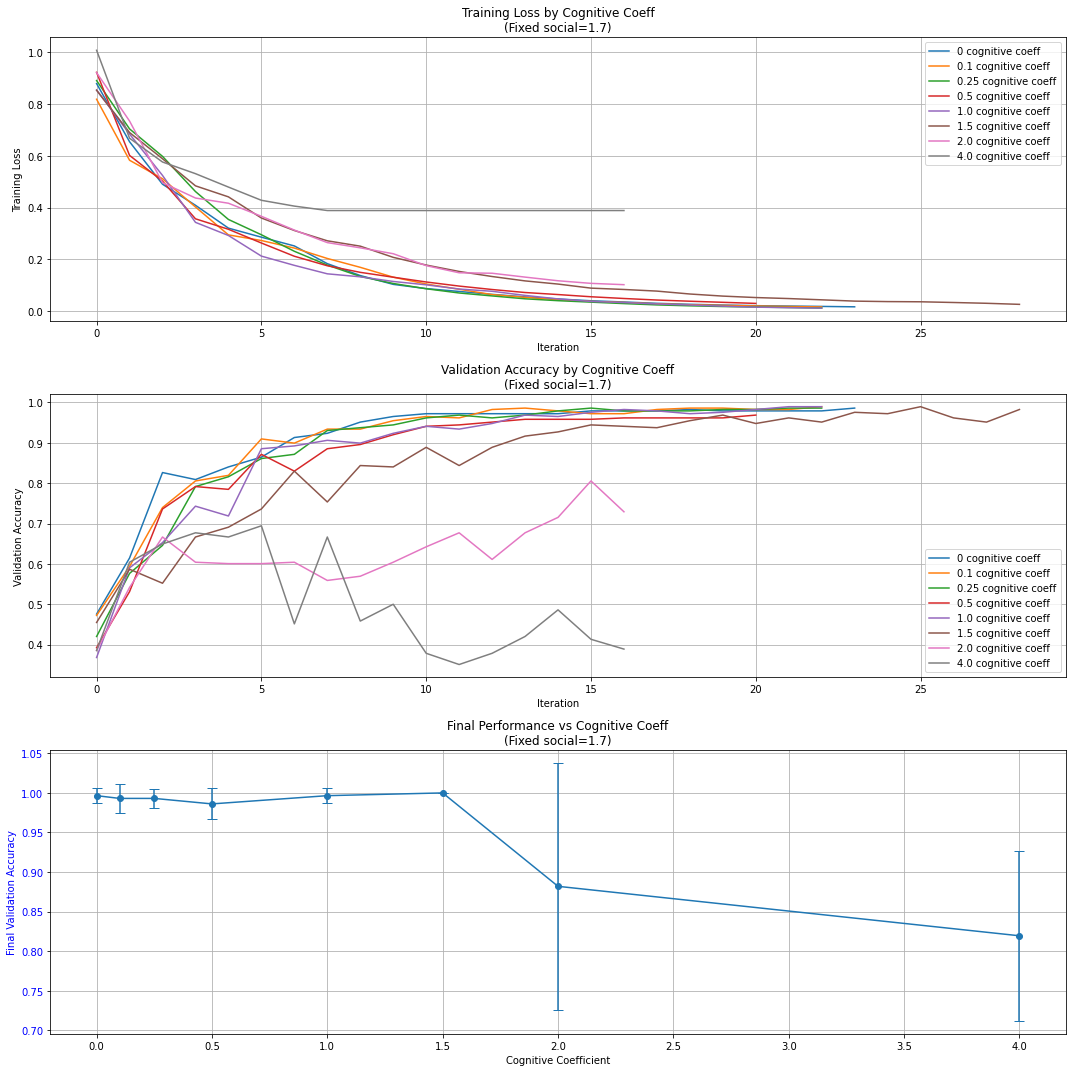 Training Loss by Cognitive Coeff
(Fixed social=1.7)
Training Loss
1.0
0.8
0.6
0.4
0.2
0.0
0 cognitive coeff
0.1 cognitive coeff
0.25 cognitive coeff
0.5 cognitive coeff
1.0 cognitive coeff
1.5 cognitive coeff
2.0 cognitive coeff
4.0 cognitive coeff
0 5 10 15 20 25
Iteration
Validation Accuracy by Cognitive Coeff
(Fixed social=1.7)
Validation Accuracy
1.0
0.9
0.8
0.7
0.6
0.5
0.4
0 cognitive coeff
0.1 cognitive coeff
0.25 cognitive coeff
0.5 cognitive coeff
1.0 cognitive coeff
1.5 cognitive coeff
2.0 cognitive coeff
4.0 cognitive coeff
0 5 10 15 20 25
Iteration
Final Performance vs Cognitive Coeff
(Fixed social=1.7)
Final Validation Accuracy
1.05
1.00
0.95
0.90
0.85
0.80
0.75
0.70
0.0 0.5 1.0 1.5 2.0 2.5 3.0 3.5 4.0
Cognitive Coefficient